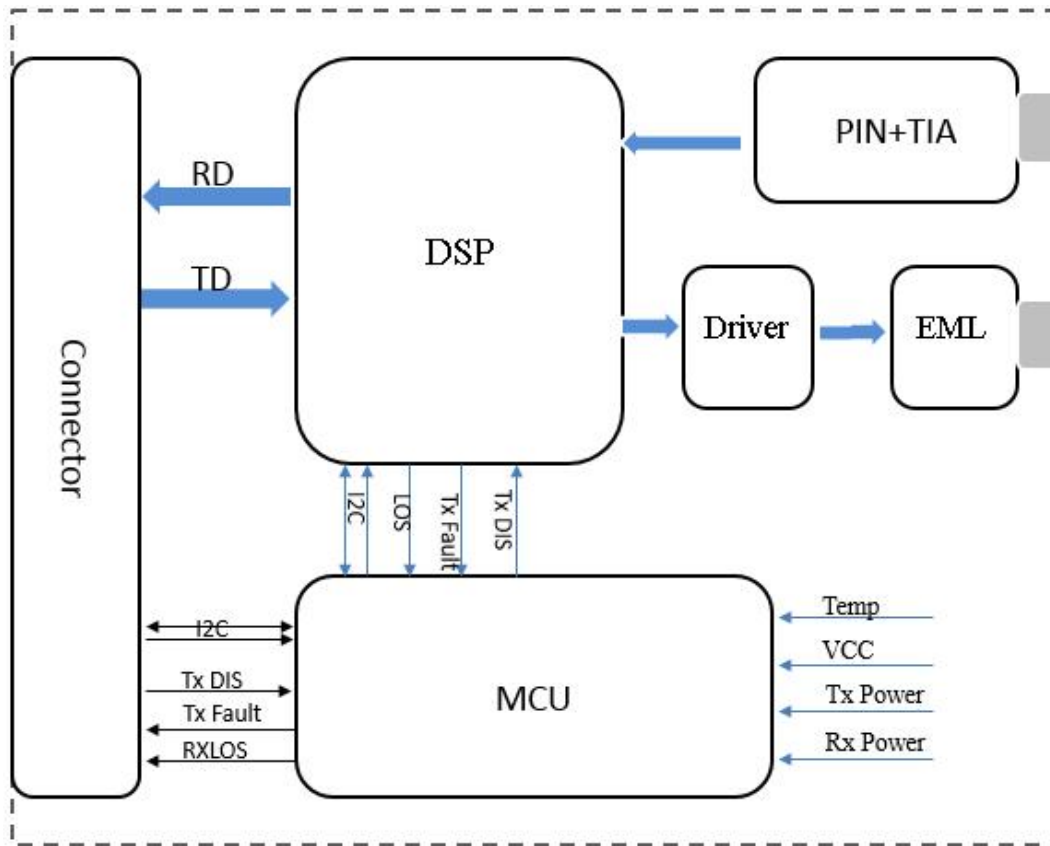 PIN+TIA
RD
DSP
TD
Driver
EML
Connector
I2C
LOS
Tx Fault
Tx DIS
Temp
I2C
VCC
Tx DIS
MCU
Tx Power
Tx Fault
Rx Power
RXLOS